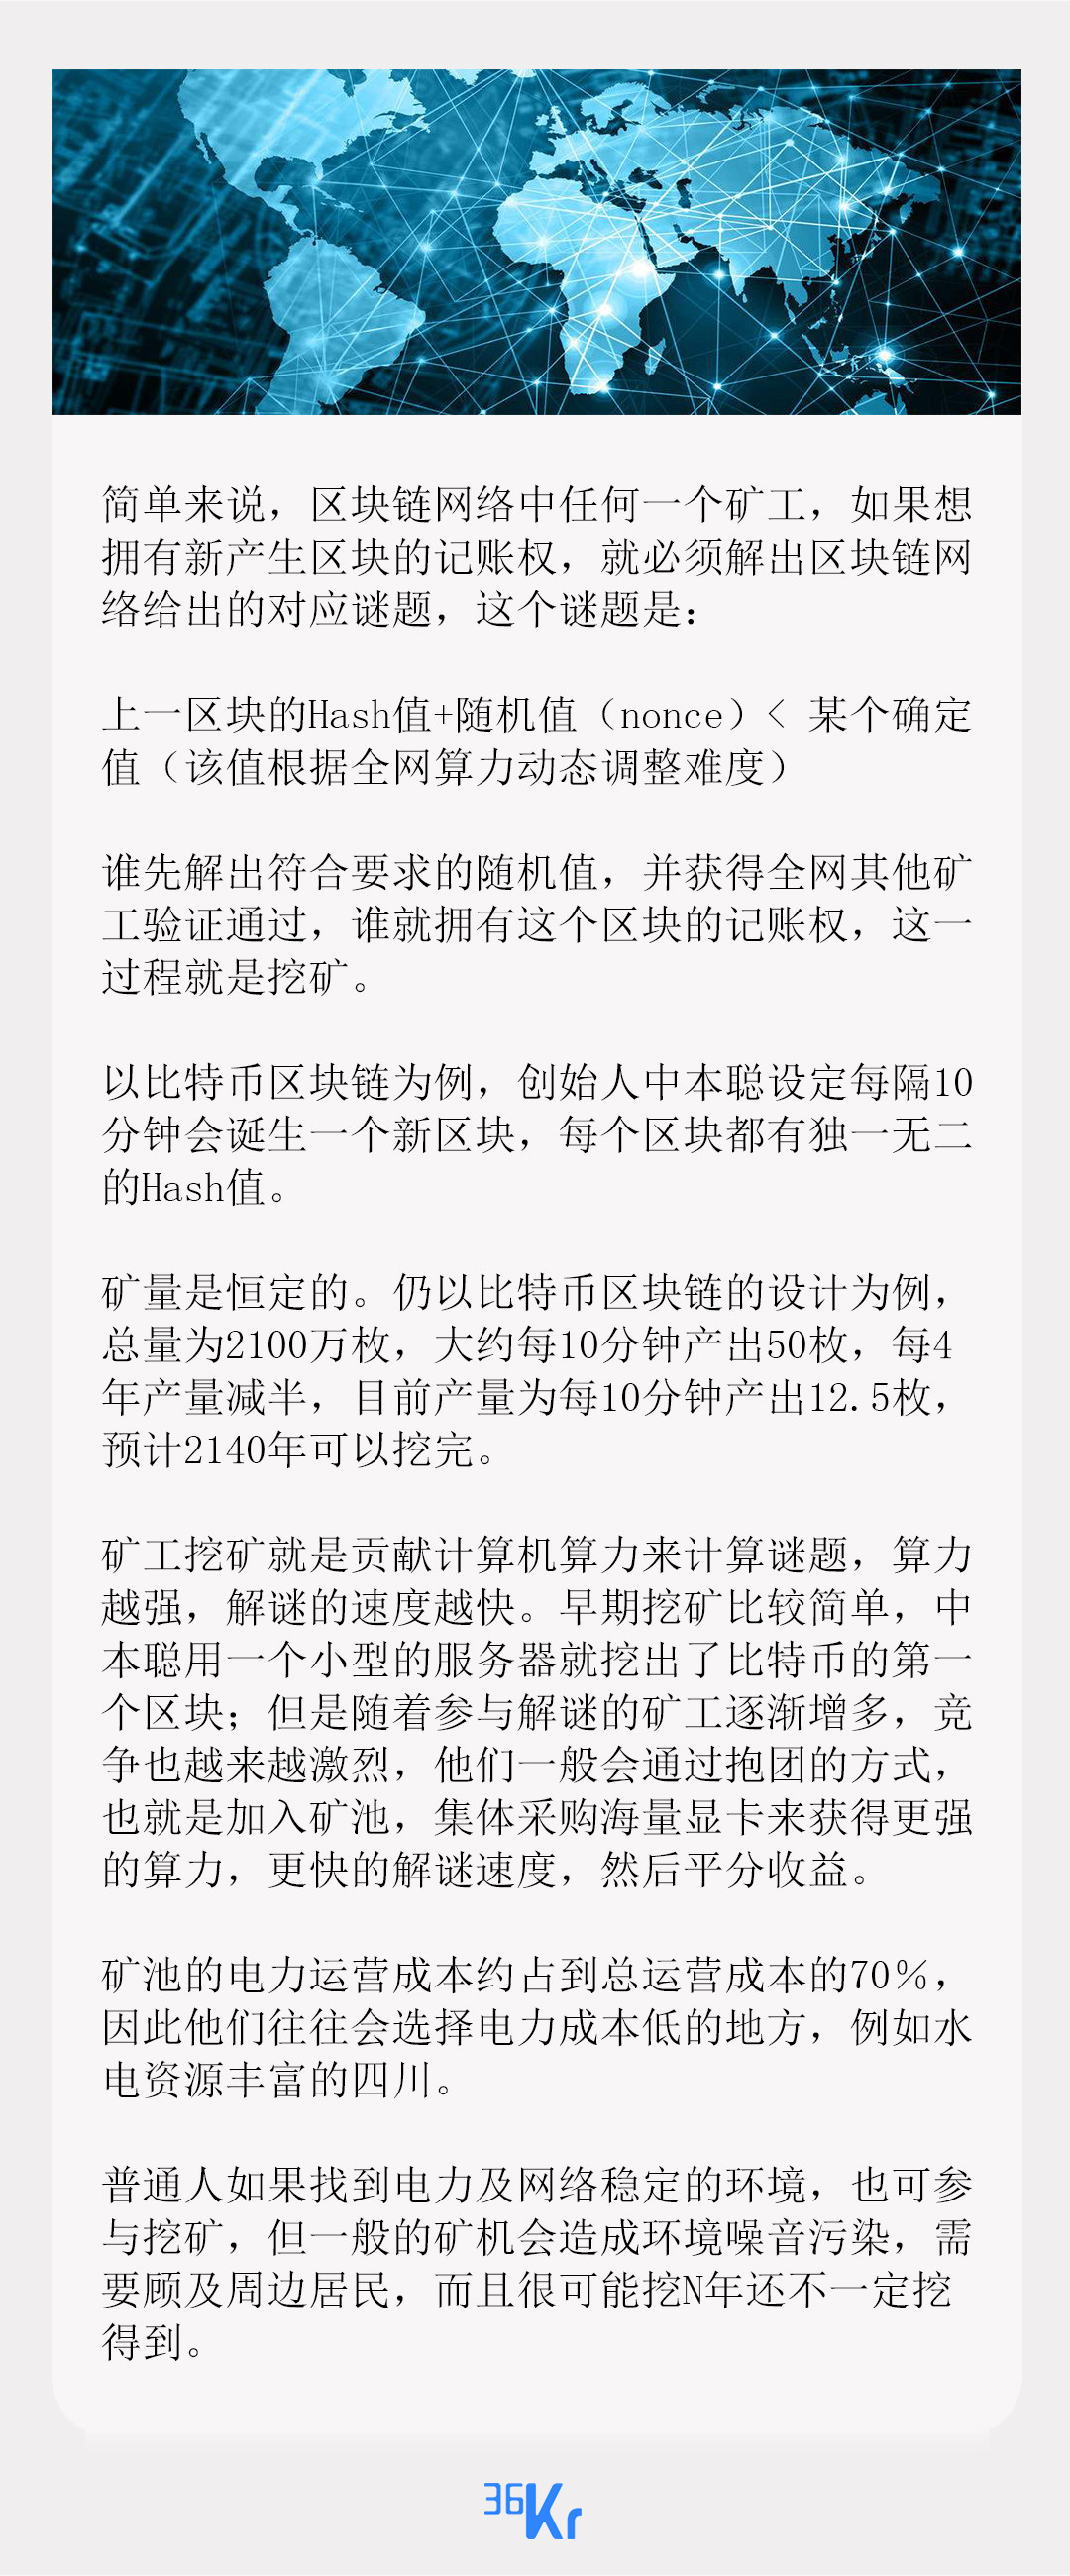 简单来说，区块链网络中任何一个矿工，如果想
拥有新产生区块的记账权，就必须解出区块链网
络给出的对应谜题，这个谜题是：
上一区块的Hash值+随机值（nonce）< 某个确定
值（该值根据全网算力动态调整难度）
谁先解出符合要求的随机值，并获得全网其他矿
工验证通过，谁就拥有这个区块的记账权，这一
过程就是挖矿。
以比特币区块链为例，创始人中本聪设定每隔10
分钟会诞生一个新区块，每个区块都有独一无二
的Hash值。
矿量是恒定的。仍以比特币区块链的设计为例，
总量为2100万枚，大约每10分钟产出50枚，每4
年产量减半，目前产量为每10分钟产出12.5枚，
预计2140年可以挖完。
矿工挖矿就是贡献计算机算力来计算谜题，算力
越强，解谜的速度越快。早期挖矿比较简单，中
本聪用一个小型的服务器就挖出了比特币的第一
个区块；但是随着参与解谜的矿工逐渐增多，竞
争也越来越激烈，他们一般会通过抱团的方式，
也就是加入矿池，集体采购海量显卡来获得更强
的算力，更快的解谜速度，然后平分收益。
矿池的电力运营成本约占到总运营成本的70%，
因此他们往往会选择电力成本低的地方，例如水
电资源丰富的四川。
普通人如果找到电力及网络稳定的环境，也可参
与挖矿，但一般的矿机会造成环境噪音污染，需
要顾及周边居民，而且很可能挖N年还不一定挖
得到。
36Kr